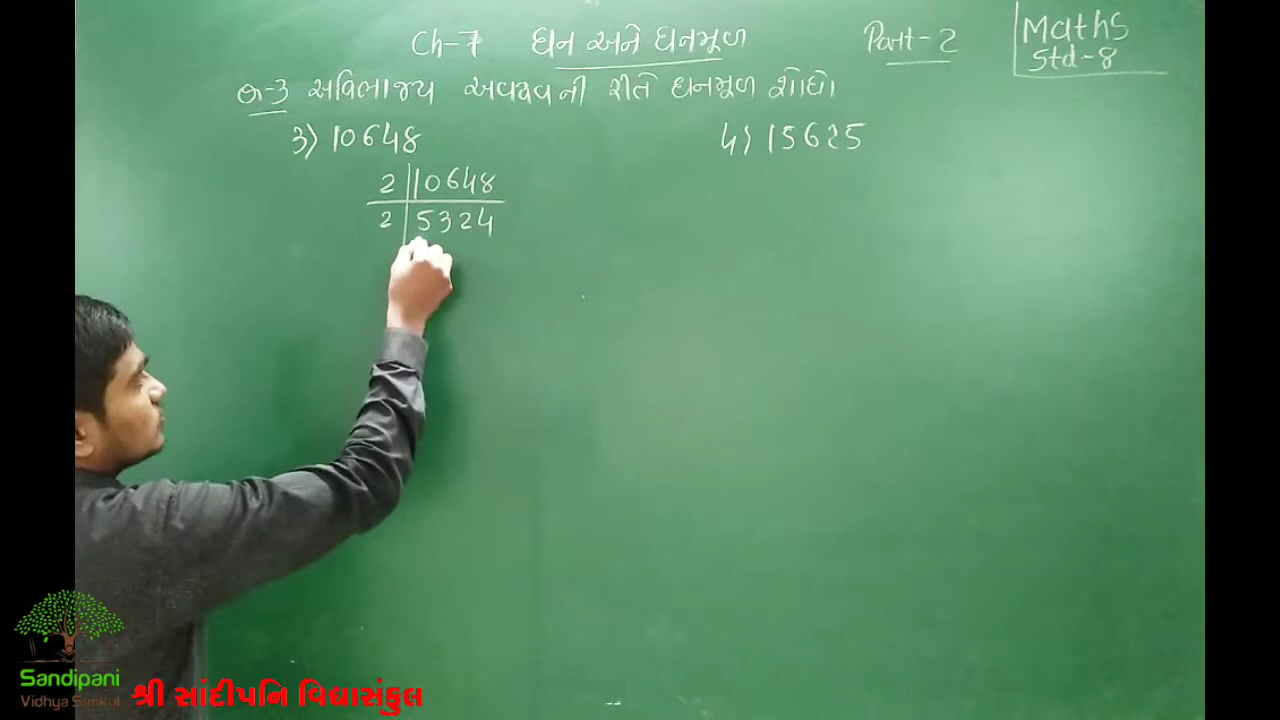 Ch-7 ઘન અને ઘનમૂળ Part-2
Maths
Std-8
દા-3 અવિભાજ્ય અવયવની રીતે ઘનમૂળ શોધો
3) 10648
4) 15625
2 | 10648
2 | 5324
Sandipani
Vidhya Sankul
શ્રી સાંદીપનિ વિદ્યાસંકુલ